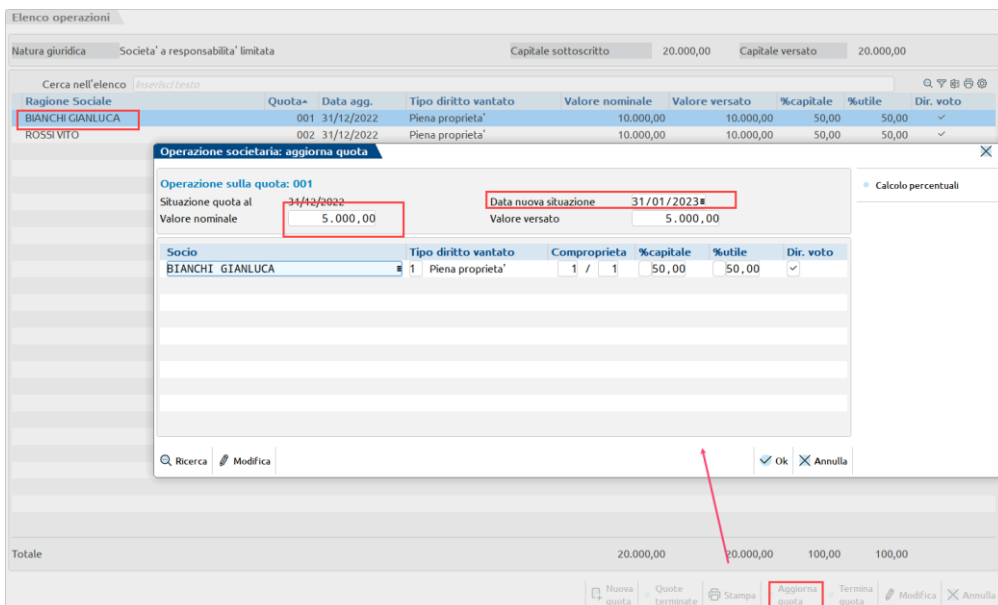 Elenco operazioni
Natura giuridica Societa' a responsabilita' limitata Capitale sottoscritto 20.000,00 Capitale versato 20.000,00
Cerca nell'elenco Inserisci testo
Ragione Sociale Quota Data agg. Tipo diritto vantato Valore nominale Valore versato %capitale %utile Dir. voto
BIANCHI GIANLUCA 001 31/12/2022 Piena proprieta' 10.000,00 10.000,00 50,00 50,00
ROSSI VITO 002 31/12/2022 Piena proprieta' 10.000,00 10.000,00 50,00 50,00
Operazione societaria: aggiorna quota
Operazione sulla quota: 001
Situazione quota al 31/12/2022 Data nuova situazione 31/01/2023
Valore nominale 5.000,00 Valore versato 5.000,00
Calcolo percentuali
Socio Tipo diritto vantato Comproprieta %capitale %utile Dir. voto
BIANCHI GIANLUCA 1 Piena proprieta' 1 / 1 50,00 50,00
Ricerca Modifica Ok Annulla
Totale 20.000,00 20.000,00 100,00 100,00
Nuova quota Quote terminate Stampa Aggiorna quota Termina quota Modifica Annulla